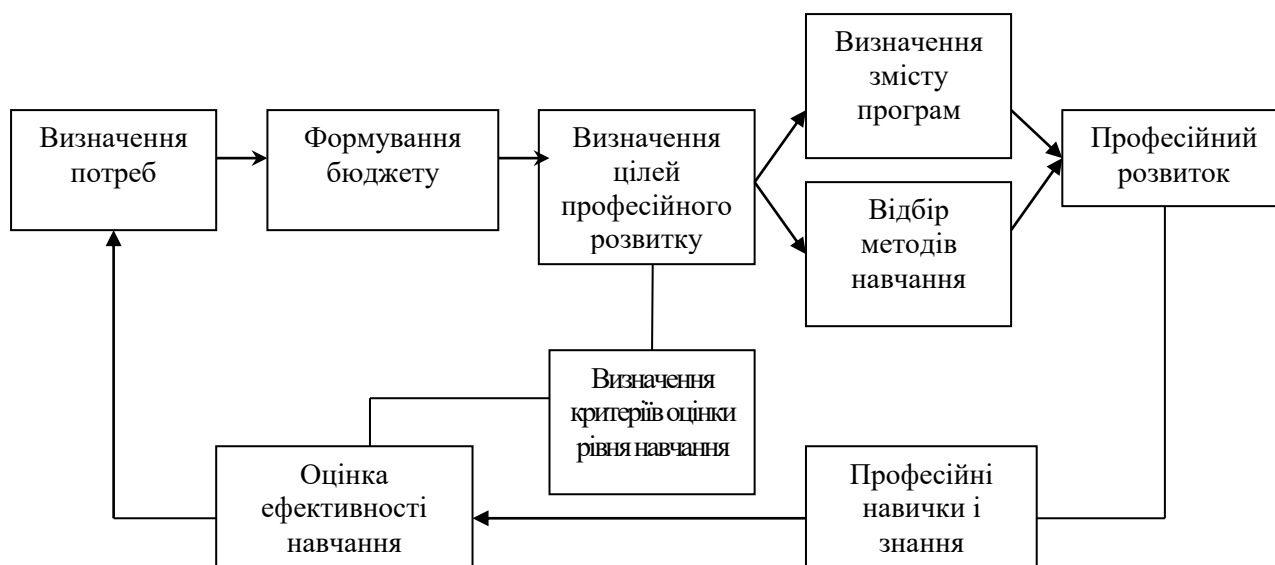 Визначення
потреб
Формування
бюджету
Визначення
цілей
професійного
розвитку
Визначення
змісту
програм
Відбір
методів
навчання
Професійний
розвиток
Визначення
критеріїв оцінки
рівня навчання
Оцінка
ефективності
навчання
Професійні
навички і
знання